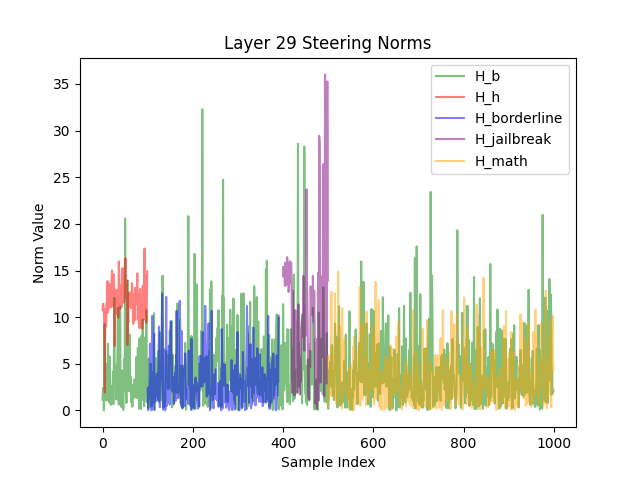 Layer 29 Steering Norms
Norm Value
35
30
25
20
15
10
5
0
H_b
H_h
H_borderline
H_jailbreak
H_math
0
200
400
600
800
1000
Sample Index